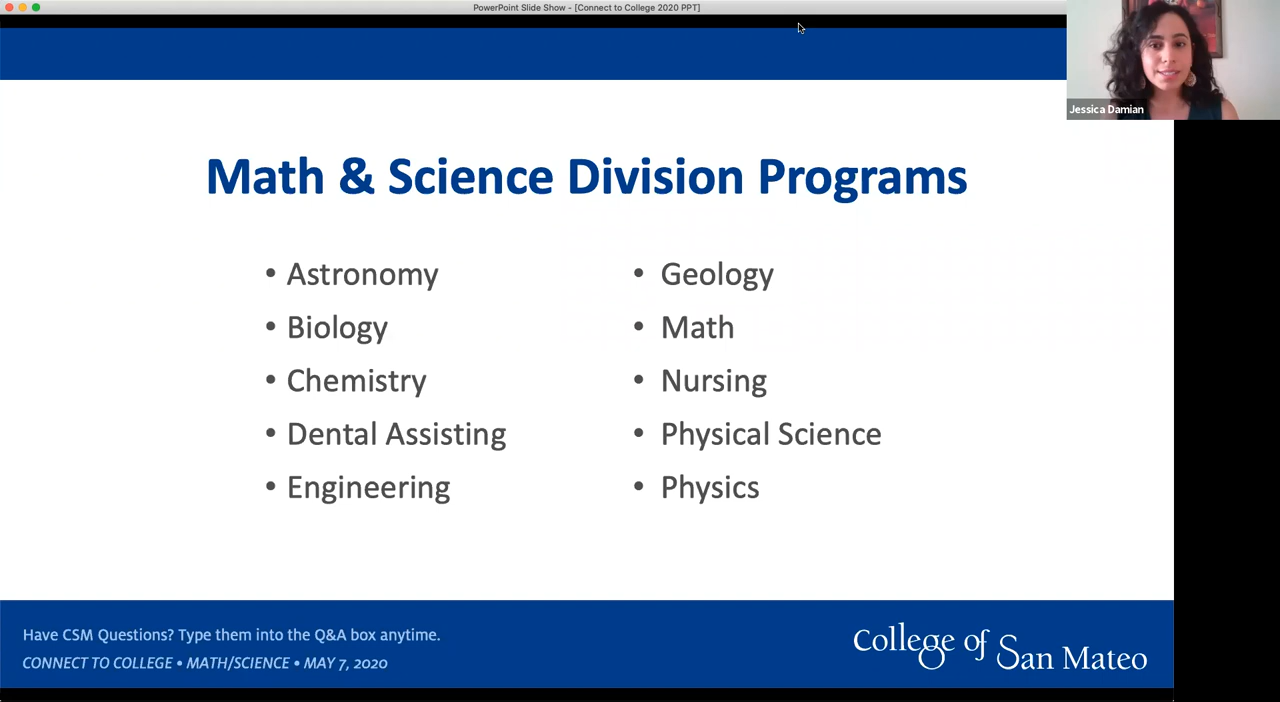 PowerPoint Slide Show - [Connect to College 2020 PPT]
Jessica Damian
Math & Science Division Programs
• Astronomy
• Biology
• Chemistry
• Dental Assisting
• Engineering
• Geology
• Math
• Nursing
• Physical Science
• Physics
Have CSM Questions? Type them into the Q&A box anytime.
CONNECT TO COLLEGE • MATH/SCIENCE • MAY 7, 2020
College of
San Mateo